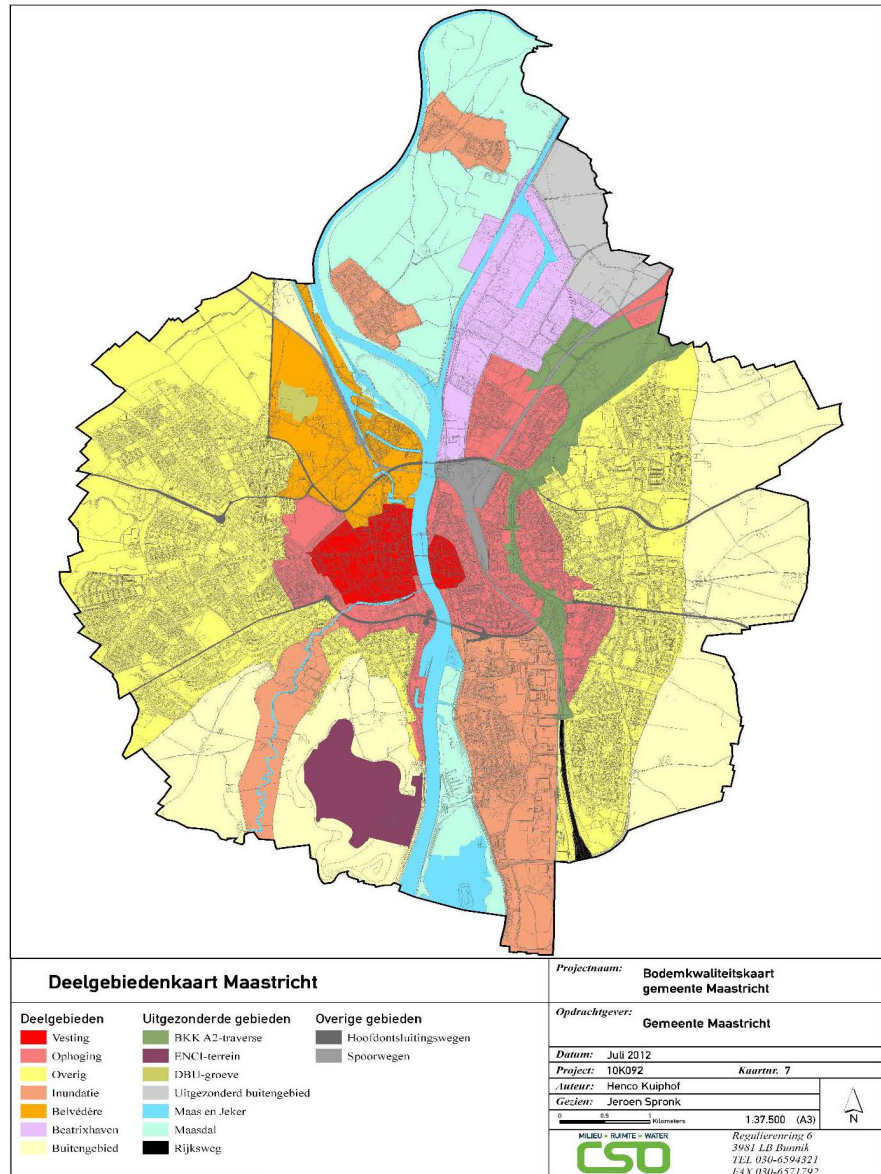 Deelgebiedenkaart Maastricht
Deelgebieden
Vesting
Ophoging
Overig
Inundatie
Belvédère
Beatrixhaven
Buitengebied
Uitgezonderde gebieden
BKK A2-traverse
ENCI-terrein
DBU-groeve
Uitgezonderd buitengebied
Maas en Jeker
Maasdal
Rijksweg
Overige gebieden
Hoofdontsluitingswegen
Spoorwegen
Projectnaam: Bodemkwaliteitskaart
gemeente Maastricht
Opdrachtgever:
Gemeente Maastricht
Datum: Juli 2012
Project: 10K092 Kaartnr. 7
Auteur: Henco Kuiphof
Gezien: Jeroen Spronk
0 0.5 1
Kilometers
1:37.500 (A3)
N
MILIEU • RUIMTE • WATER
CSO
Regulierenring 6
3981 LB Bunnik
TEL 030-6594321
FAX 030-6571792